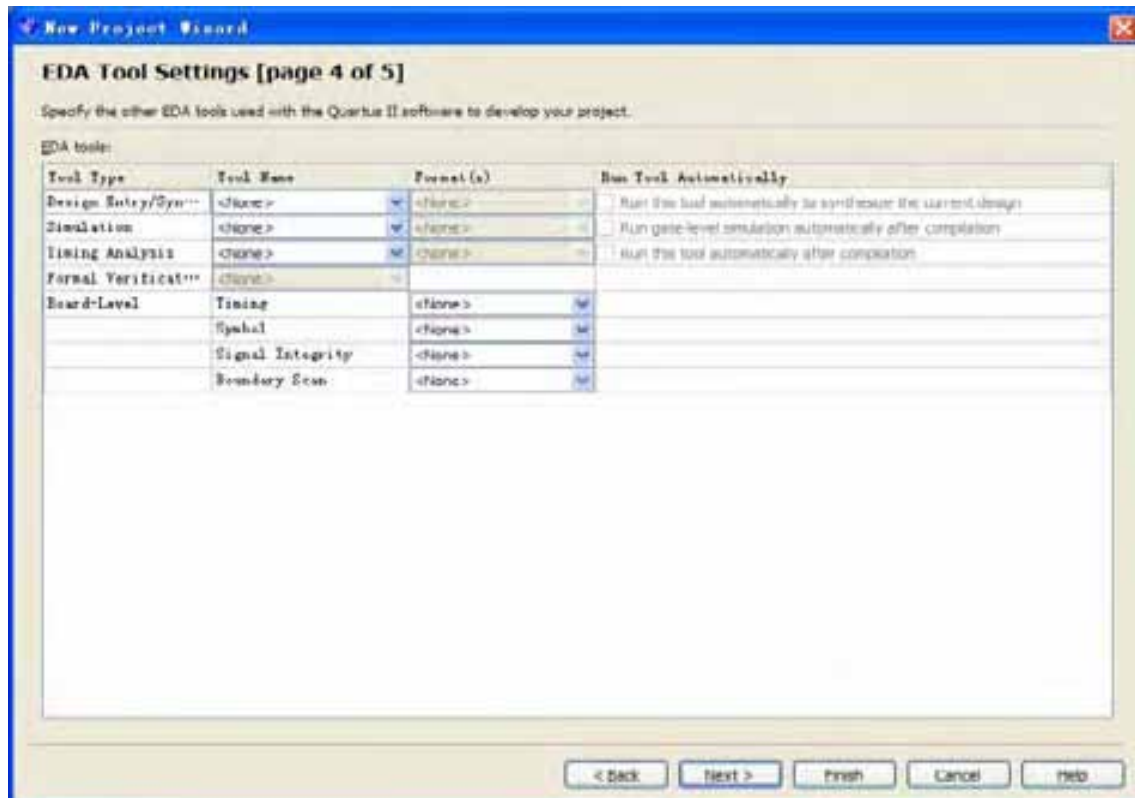 New Project Wizard
EDA Tool Settings [page 4 of 5]
Specify the other EDA tools used with the Quartus II software to develop your project.
EDA tools:
Tool Type Tool Name Format(s) Run Tool Automatically
Design Entry/Syn... <None> <None> Run this tool automatically to synthesize the current design
Simulation <None> <None> Run gate-level simulation automatically after compilation
Timing Analysis <None> <None> Run this tool automatically after compilation
Formal Verificat... <None>
Board-Level Timing <None>
Symbol <None>
Signal Integrity <None>
Boundary Scan <None>
< Back Next > Finish Cancel Help